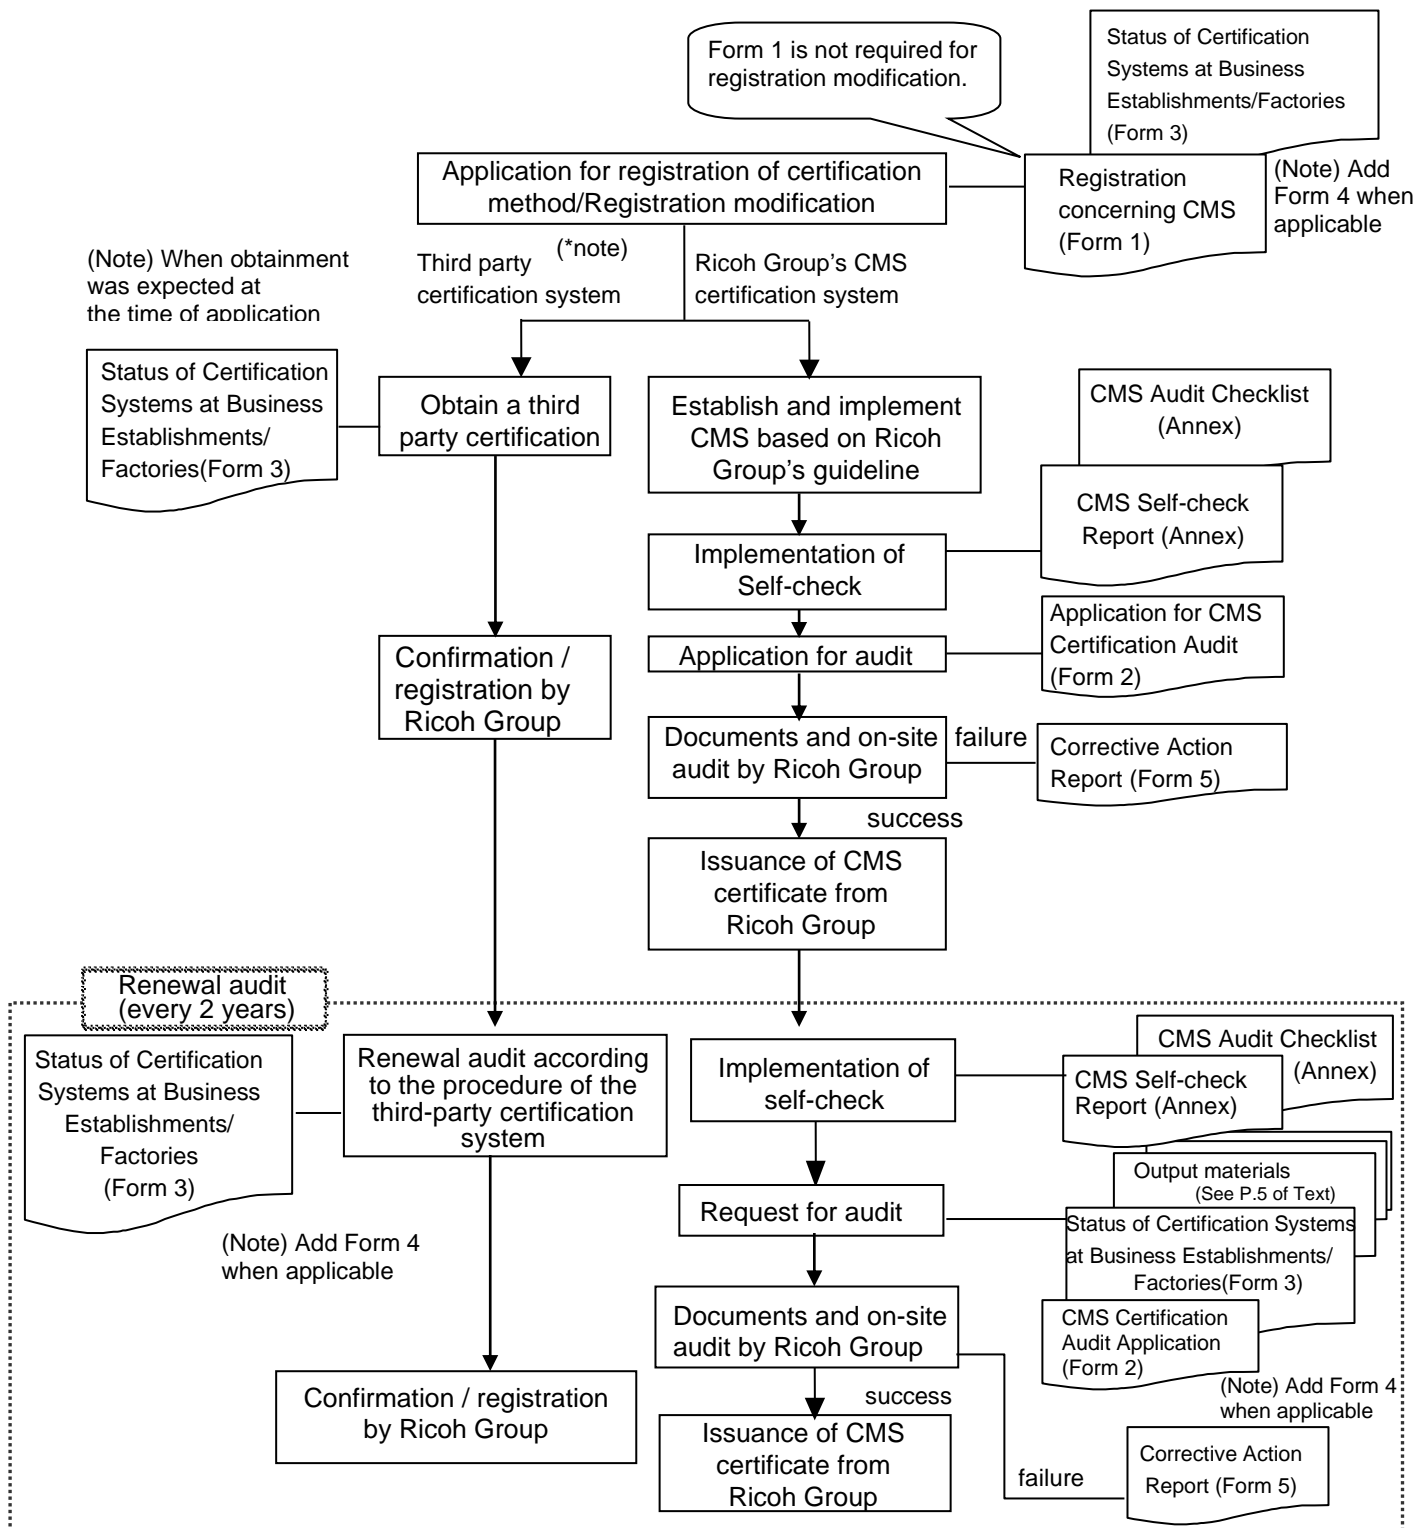 Form 1 is not required for
registration modification.
Status of Certification
Systems at Business
Establishments/Factories
(Form 3)
Application for registration of certification
method/Registration modification
Registration
concerning CMS
(Form 1)
(Note) Add
Form 4 when
applicable
(*note)
Third party
certification system
Ricoh Group's CMS
certification system
(Note) When obtainment
was expected at
the time of application
Status of Certification
Systems at Business
Establishments/
Factories(Form 3)
Obtain a third
party certification
Establish and implement
CMS based on Ricoh
Group's guideline
CMS Audit Checklist
(Annex)
CMS Self-check
Report (Annex)
Implementation of
Self-check
Application for CMS
Certification Audit
(Form 2)
Application for audit
Confirmation /
registration by
Ricoh Group
Documents and on-site
audit by Ricoh Group
failure
Corrective Action
Report (Form 5)
success
Issuance of CMS
certificate from
Ricoh Group
Renewal audit
(every 2 years)
Status of Certification
Systems at Business
Establishments/
Factories
(Form 3)
Renewal audit according
to the procedure of the
third-party certification
system
Implementation of
self-check
CMS Audit Checklist
(Annex)
CMS Self-check
Report (Annex)
Output materials
(See P.5 of Text)
Request for audit
Status of Certification Systems
at Business Establishments/
Factories(Form 3)
(Note) Add Form 4
when applicable
Documents and on-site
audit by Ricoh Group
CMS Certification
Audit Application
(Form 2)
(Note) Add Form 4
when applicable
Confirmation / registration
by Ricoh Group
success
Issuance of CMS
certificate from
Ricoh Group
failure
Corrective Action
Report (Form 5)